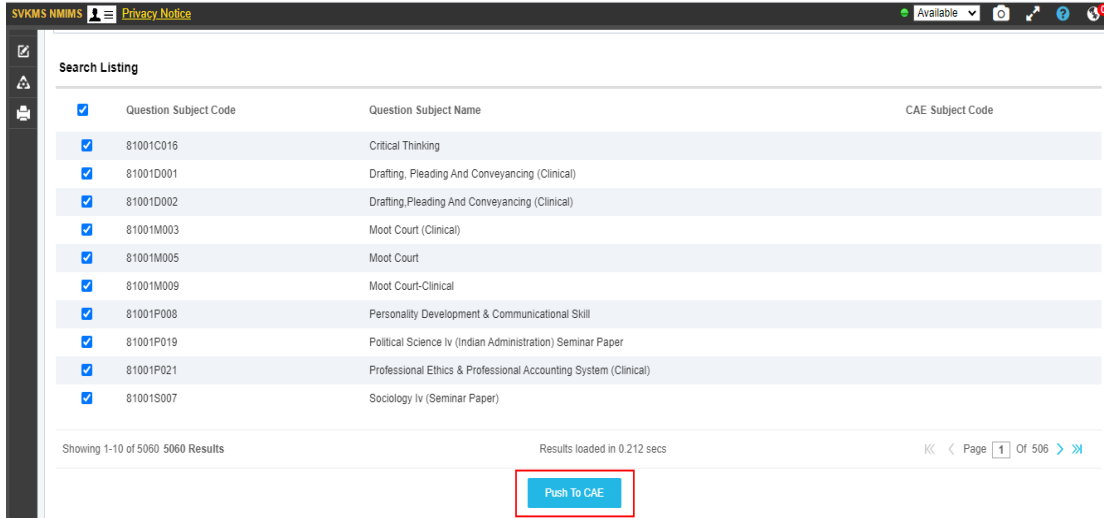 SVKMS NMIMS Privacy Notice Available
Search Listing
Question Subject Code Question Subject Name CAE Subject Code
81001C016 Critical Thinking
81001D001 Drafting, Pleading And Conveyancing (Clinical)
81001D002 Drafting,Pleading And Conveyancing (Clinical)
81001M003 Moot Court (Clinical)
81001M005 Moot Court
81001M009 Moot Court-Clinical
81001P008 Personality Development & Communicational Skill
81001P019 Political Science Iv (Indian Administration) Seminar Paper
81001P021 Professional Ethics & Professional Accounting System (Clinical)
81001S007 Sociology Iv (Seminar Paper)
Showing 1-10 of 5060 5060 Results Results loaded in 0.212 secs Page 1 Of 506
Push To CAE